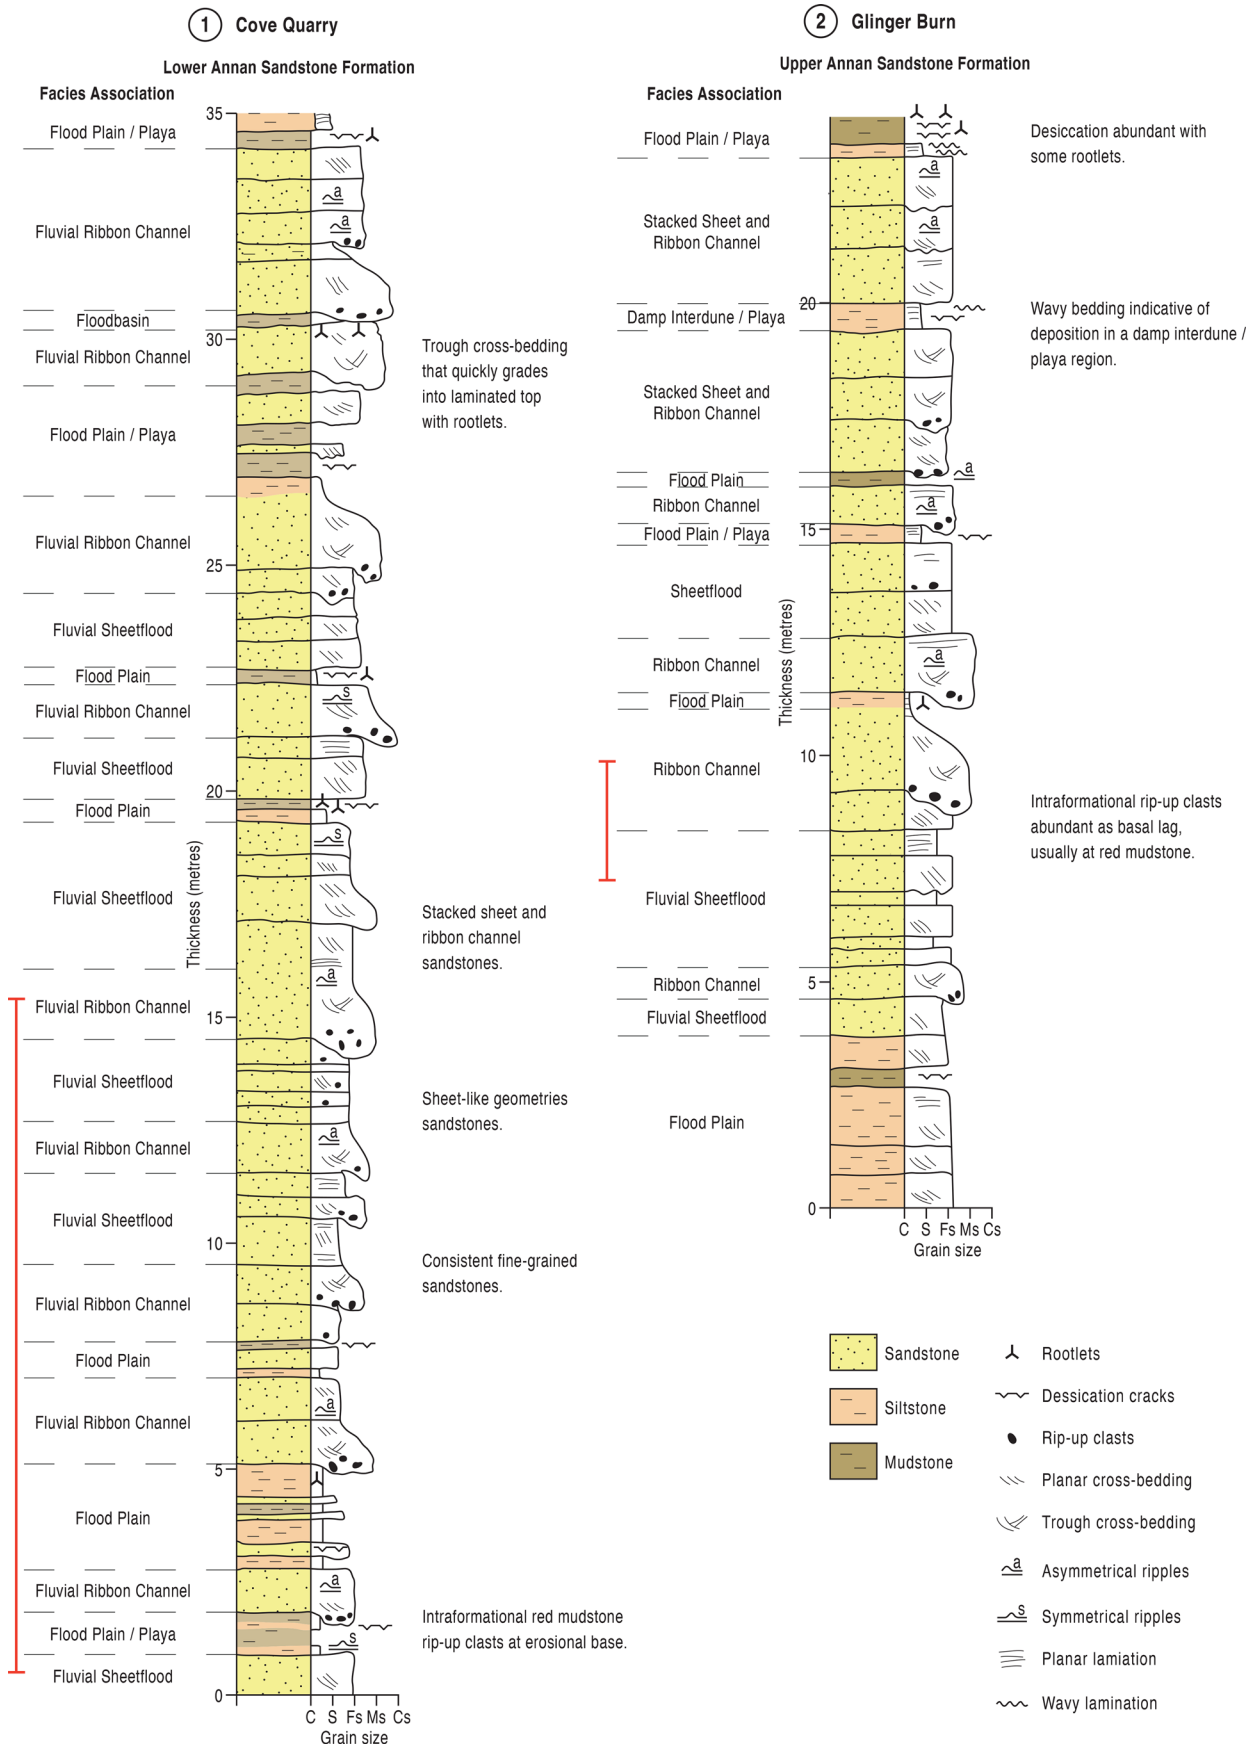 1 Cove Quarry
Lower Annan Sandstone Formation
Facies Association
35
Flood Plain / Playa
Fluvial Ribbon Channel
a
a
Floodbasin
30
Fluvial Ribbon Channel
Trough cross-bedding
that quickly grades
into laminated top
with rootlets.
Flood Plain / Playa
Fluvial Ribbon Channel
25
Fluvial Sheetflood
Flood Plain
Fluvial Ribbon Channel
s
Fluvial Sheetflood
20
Flood Plain
s
Thickness (metres)
Fluvial Sheetflood
Stacked sheet and
ribbon channel
sandstones.
a
Fluvial Ribbon Channel
15
Fluvial Sheetflood
Sheet-like geometries
sandstones.
Fluvial Ribbon Channel
a
Fluvial Sheetflood
10
Consistent fine-grained
sandstones.
Fluvial Ribbon Channel
Flood Plain
Fluvial Ribbon Channel
a
5
Flood Plain
Fluvial Ribbon Channel
a
Intraformational red mudstone
rip-up clasts at erosional base.
Flood Plain / Playa
s
Fluvial Sheetflood
0
C S Fs Ms Cs
Grain size
2 Glinger Burn
Upper Annan Sandstone Formation
Facies Association
Flood Plain / Playa
Desiccation abundant with
some rootlets.
a
Stacked Sheet and
Ribbon Channel
a
20
Damp Interdune / Playa
Wavy bedding indicative of
deposition in a damp interdune /
playa region.
Stacked Sheet and
Ribbon Channel
Flood Plain
a
Ribbon Channel
a
15
Flood Plain / Playa
Sheetflood
Thickness (metres)
Ribbon Channel
a
Flood Plain
10
Ribbon Channel
Intraformational rip-up clasts
abundant as basal lag,
usually at red mudstone.
Fluvial Sheetflood
5
Ribbon Channel
Fluvial Sheetflood
Flood Plain
0
C S Fs Ms Cs
Grain size
Sandstone
Siltstone
Mudstone
Rootlets
Dessication cracks
Rip-up clasts
Planar cross-bedding
Trough cross-bedding
a Asymmetrical ripples
s Symmetrical ripples
Planar lamiation
Wavy lamination